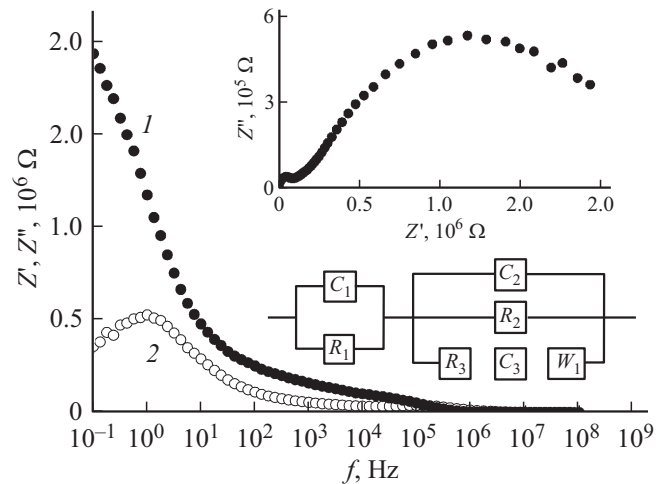 2.0
2.0
1.0
0.5
0
Z′, Z″, 10⁶ Ω
1
2
10⁻¹ 10⁰ 10¹ 10² 10³ 10⁴ 10⁵ 10⁶ 10⁷ 10⁸ 10⁹
f, Hz
6
3
0
Z″, 10⁵ Ω
0 0.5 1.0 2.0 2.0
Z′, 10⁶ Ω
C₁
R₁
C₂
R₂
R₃ C₃ W₁